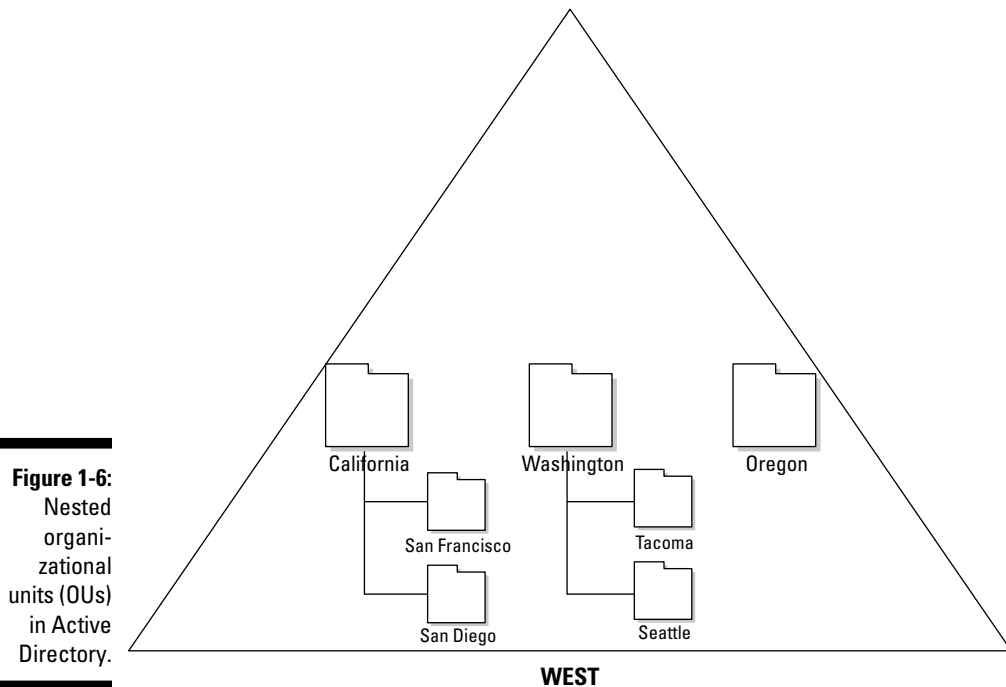 California
Washington
Oregon
San Francisco
Tacoma
San Diego
Seattle
WEST
Figure 1-6:
Nested
organi-
zational
units (OUs)
in Active
Directory.